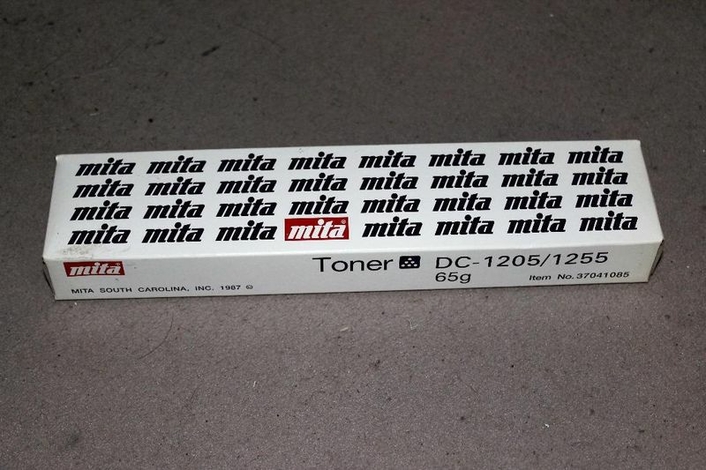 mita mita mita mita mita mita mita mita
mita mita mita mita mita mita mita mita
mita mita mita mita mita mita mita mita
mita mita mita mita® mita mita mita mita
mita
MITA SOUTH CAROLINA, INC. 1987 ©
Toner DC-1205/1255
65g Item No. 37041085